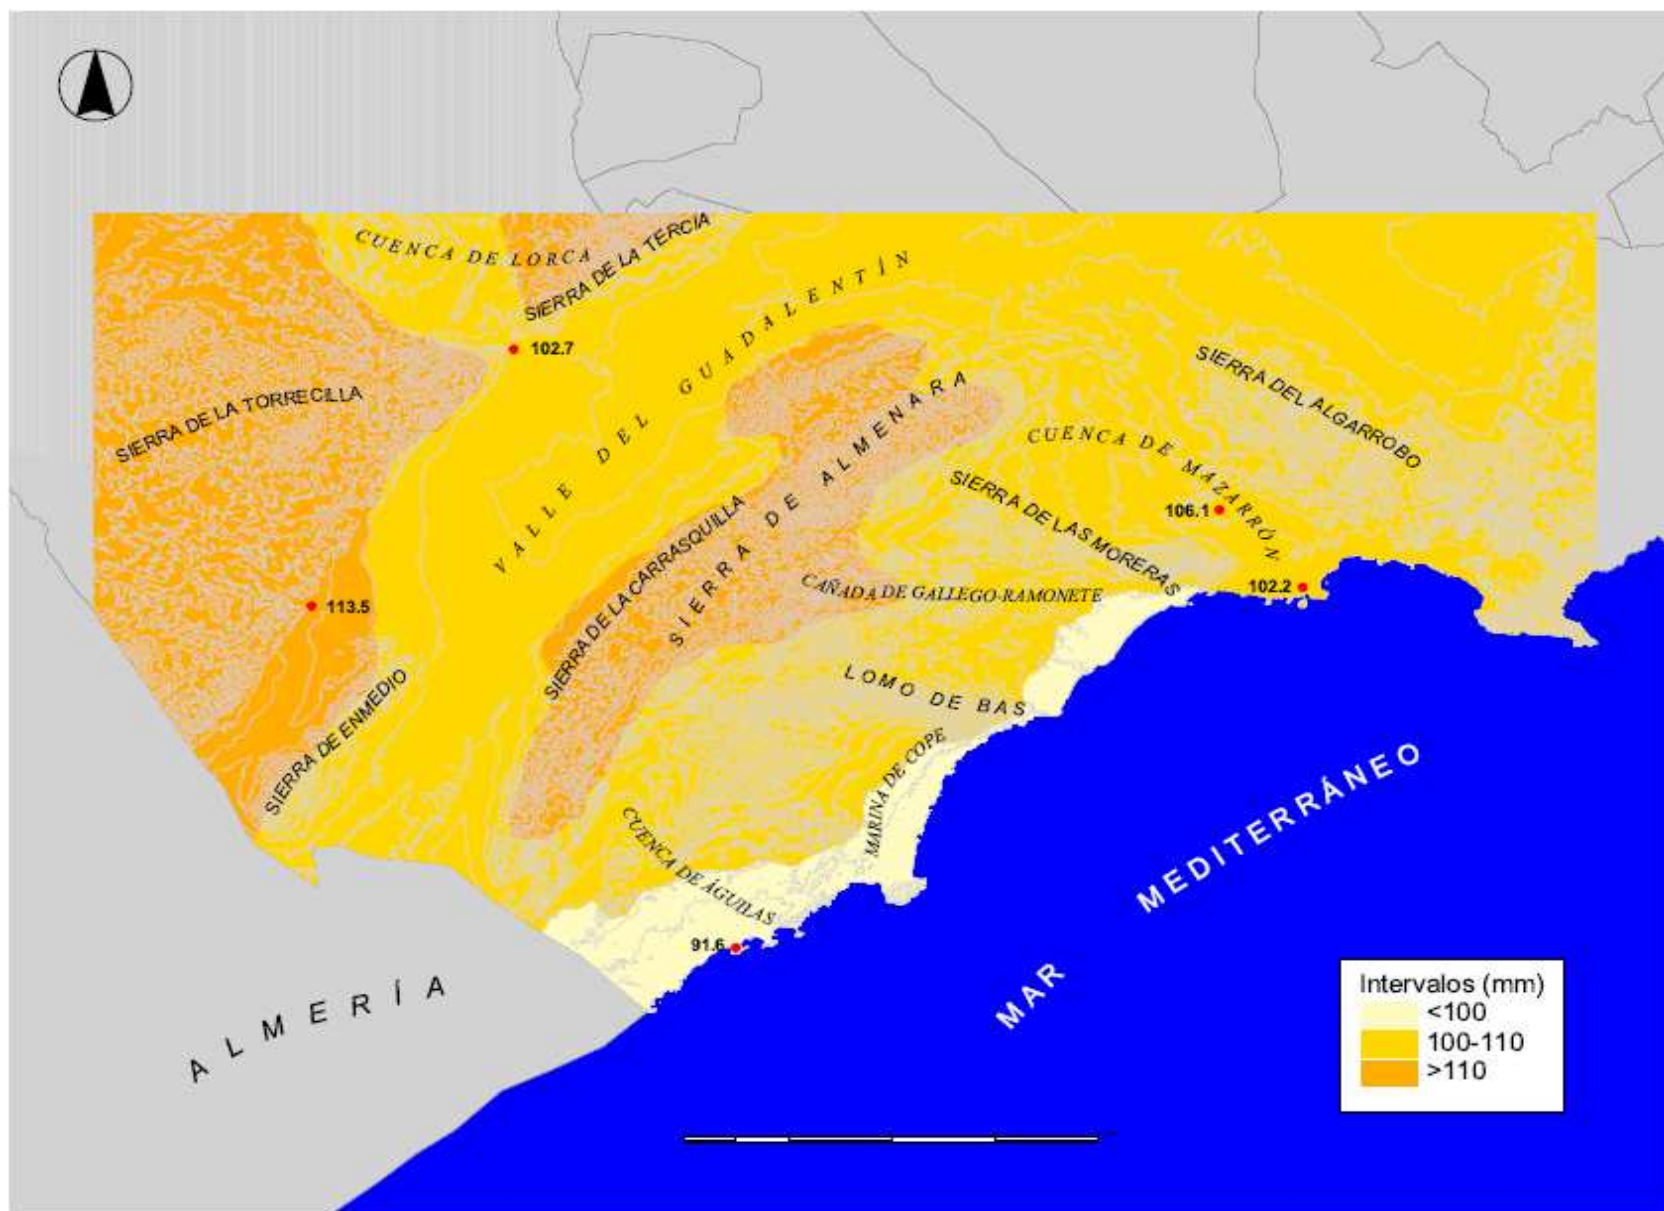 CUENCA DE LORCA
SIERRA DE LA TERCIA
VALLE DEL GUADALENTÍN
102.7
SIERRA DE LA TORRECILLA
SIERRA DEL ALGARROBO
CUENCA DE MAZARRÓN
SIERRA DE ALMENARA
SIERRA DE LA CARRASQUILLA
SIERRA DE LAS MORERAS
106.1
CAÑADA DE GALLEGO-RAMONETE
102.2
113.5
SIERRA DE ENMEDIO
LOMO DE BAS
MARINA DE COPE
CUENCA DE ÁGUILAS
91.6
MAR MEDITERRÁNEO
ALMERÍA
Intervalos (mm)
<100
100-110
>110